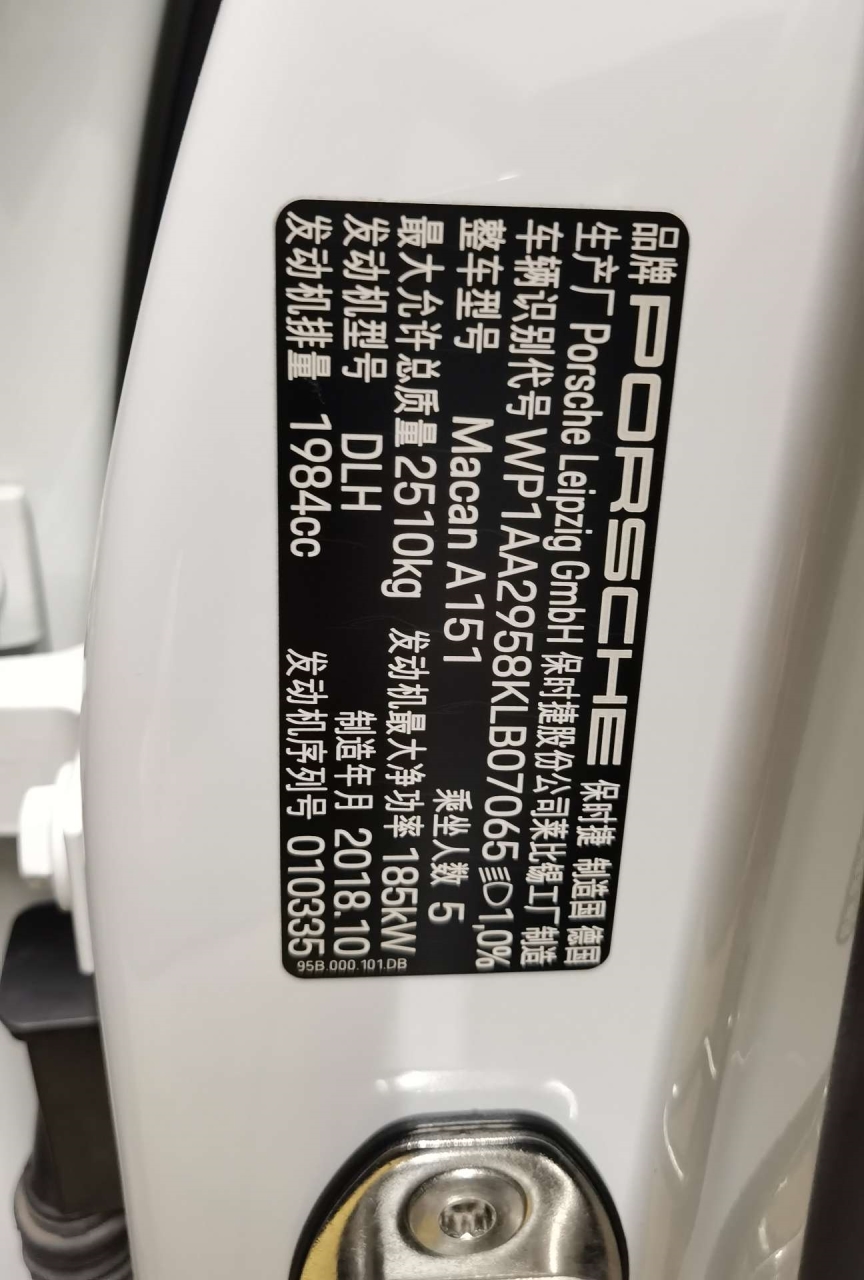 品牌 PORSCHE 保时捷 制造国 德国
生产厂 Porsche Leipzig GmbH 保时捷股份公司莱比锡工厂 制造
车辆识别代号 WP1AA2958KLB07065 1,0%
整车型号 Macan A151 乘坐人数 5
最大允许总质量 2510kg 发动机最大净功率 185kW
发动机型号 DLH 制造年月 2018.10
发动机排量 1984cc 发动机序列号 010335
95B.000.101.DB